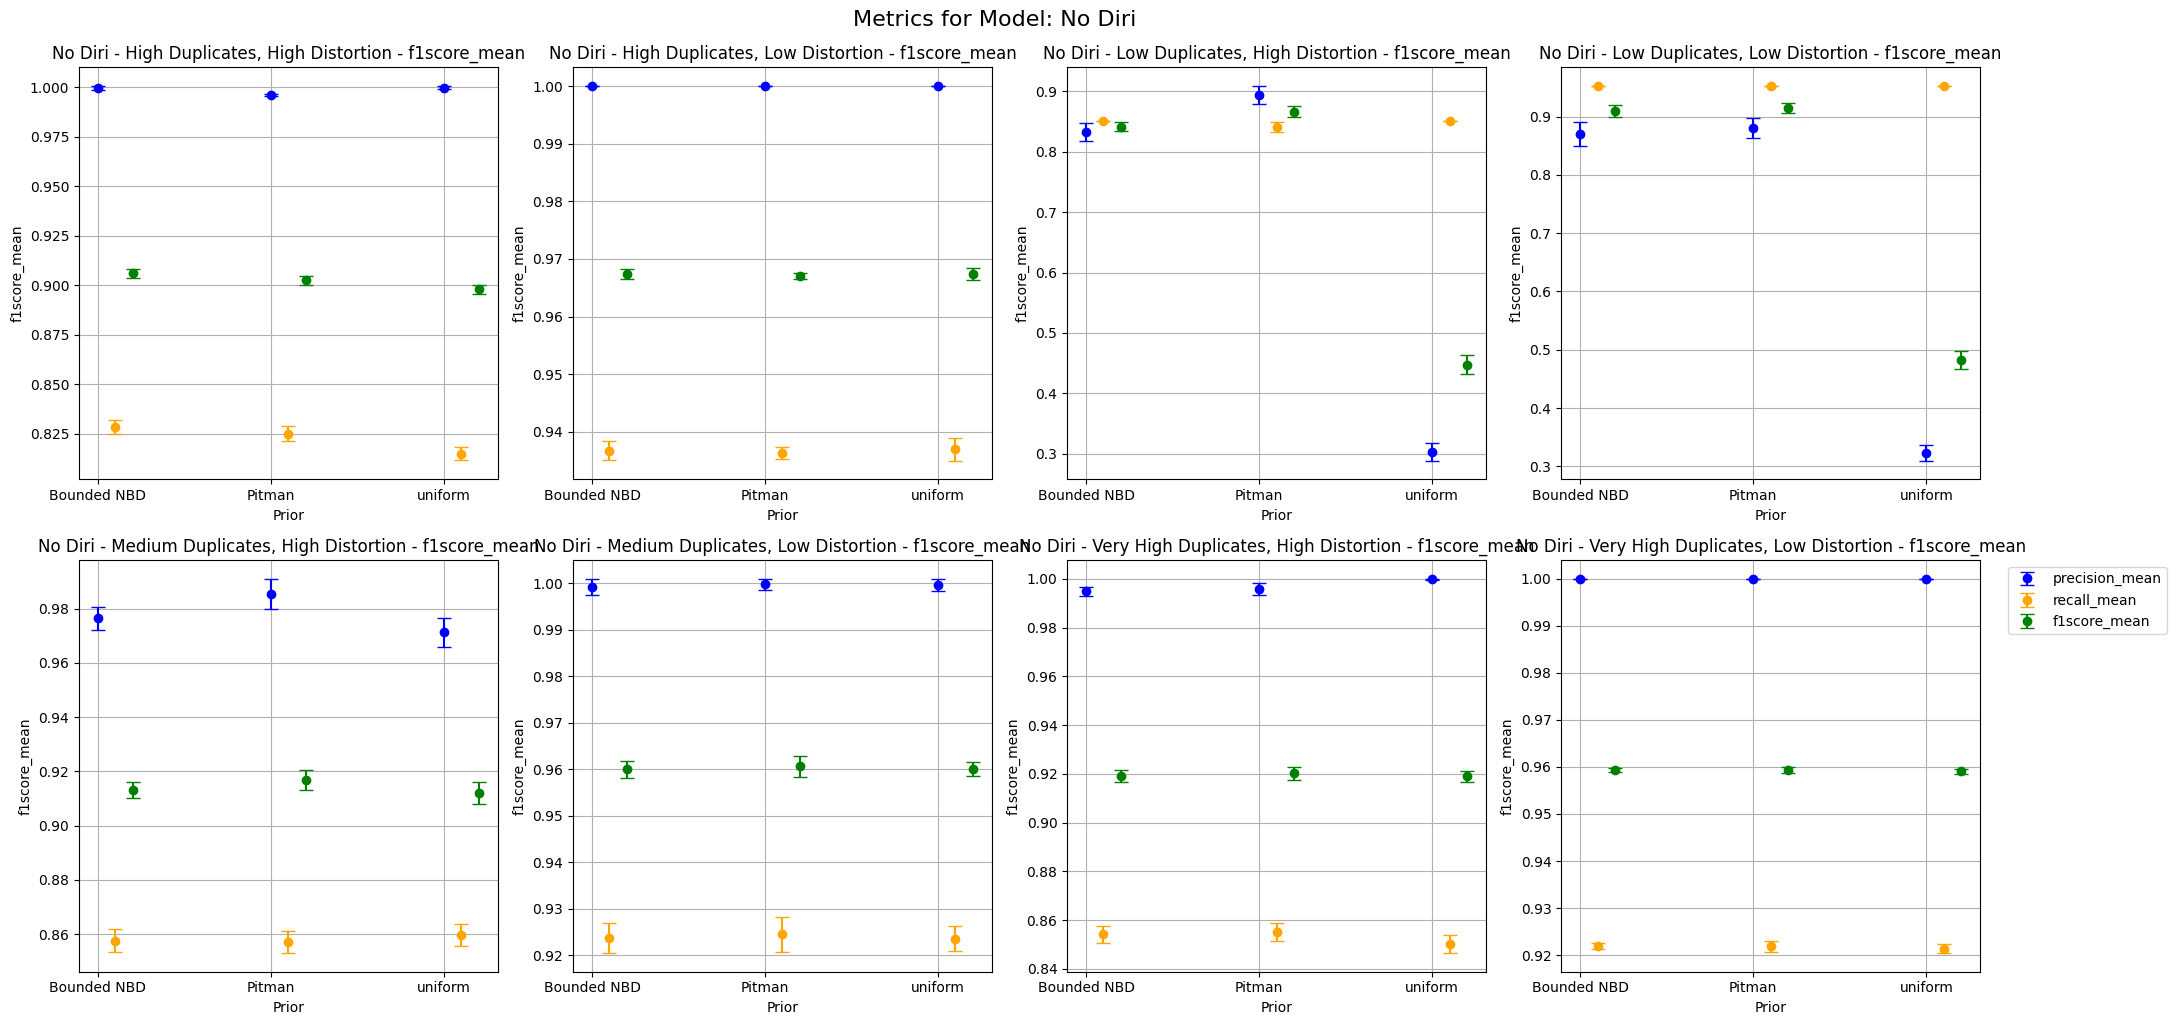 Metrics for Model: No Diri
No Diri - High Duplicates, High Distortion - f1score_mean
1.000
0.975
0.950
0.925
0.900
0.875
0.850
0.825
f1score_mean
Bounded NBD
Pitman
uniform
Prior
No Diri - High Duplicates, Low Distortion - f1score_mean
1.00
0.99
0.98
0.97
0.96
0.95
0.94
f1score_mean
Bounded NBD
Pitman
uniform
Prior
No Diri - Low Duplicates, High Distortion - f1score_mean
0.9
0.8
0.7
0.6
0.5
0.4
0.3
f1score_mean
Bounded NBD
Pitman
uniform
Prior
No Diri - Low Duplicates, Low Distortion - f1score_mean
0.9
0.8
0.7
0.6
0.5
0.4
0.3
f1score_mean
Bounded NBD
Pitman
uniform
Prior
No Diri - Medium Duplicates, High Distortion - f1score_mean
0.98
0.96
0.94
0.92
0.90
0.88
0.86
f1score_mean
Bounded NBD
Pitman
uniform
Prior
No Diri - Medium Duplicates, Low Distortion - f1score_mean
1.00
0.99
0.98
0.97
0.96
0.95
0.94
0.93
0.92
f1score_mean
Bounded NBD
Pitman
uniform
Prior
No Diri - Very High Duplicates, High Distortion - f1score_mean
1.00
0.98
0.96
0.94
0.92
0.90
0.88
0.86
0.84
f1score_mean
Bounded NBD
Pitman
uniform
Prior
No Diri - Very High Duplicates, Low Distortion - f1score_mean
1.00
0.99
0.98
0.97
0.96
0.95
0.94
0.93
0.92
f1score_mean
Bounded NBD
Pitman
uniform
Prior
precision_mean
recall_mean
f1score_mean